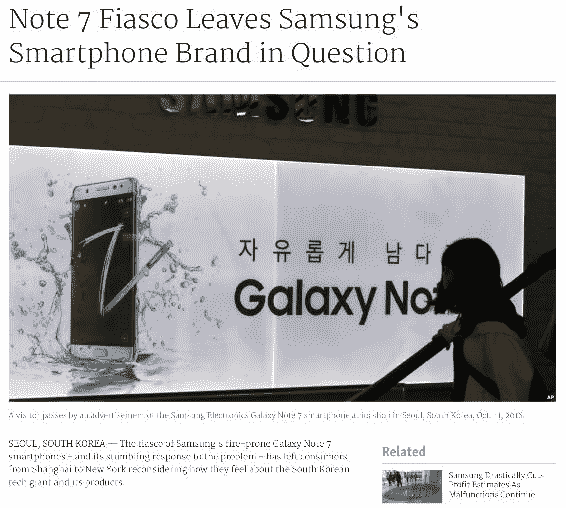 Note 7 Fiasco Leaves Samsung's
Smartphone Brand in Question
SAMSUNG
자유롭게 남다
Galaxy Not
AP
A visitor passes by an advertisement of the Samsung Electronics Galaxy Note 7 smartphone at its shop in Seoul, South Korea, Oct. 11, 2016.
SEOUL, SOUTH KOREA — The fiasco of Samsung's fire-prone Galaxy Note 7
smartphones – and its stumbling response to the problem – has left consumers
from Shanghai to New York reconsidering how they feel about the South Korean
tech giant and its products.
Related
Samsung Drastically Cuts
Profit Estimates As
Malfunctions Continue